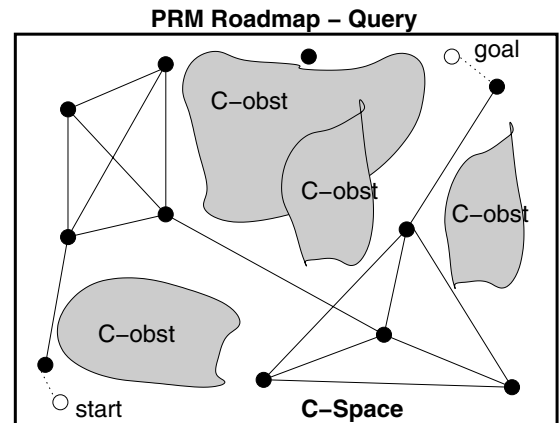 PRM Roadmap – Query
goal
C–obst
C–obst
C–obst
C–obst
start
C–Space